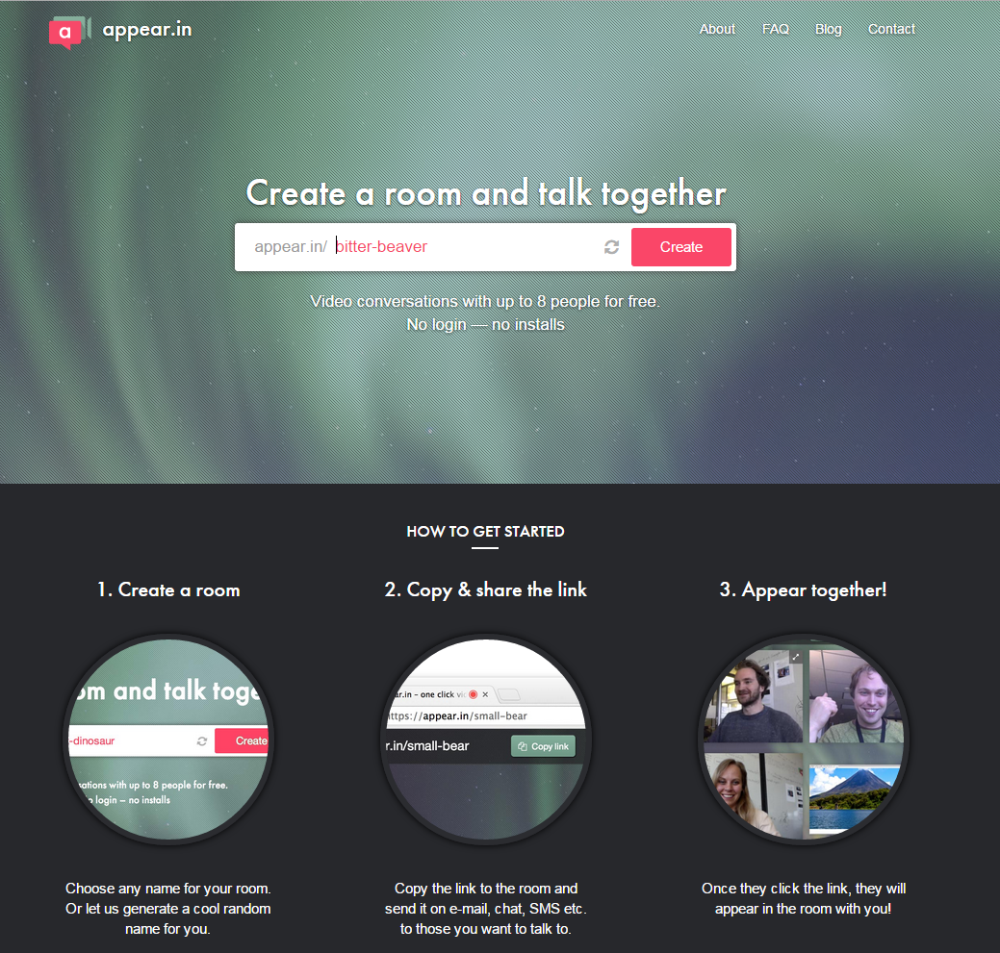 a appear.in
About FAQ Blog Contact
Create a room and talk together
appear.in/ bitter-beaver Create
Video conversations with up to 8 people for free.
No login — no installs
HOW TO GET STARTED
1. Create a room
2. Copy & share the link
3. Appear together!
om and talk toge
-dinosaur Create
sations with up to 8 people for free.
o login – no installs
ar.in – one click vi
https://appear.in/small-bear
r.in/small-bear Copy link
Choose any name for your room.
Or let us generate a cool random
name for you.
Copy the link to the room and
send it on e-mail, chat, SMS etc.
to those you want to talk to.
Once they click the link, they will
appear in the room with you!